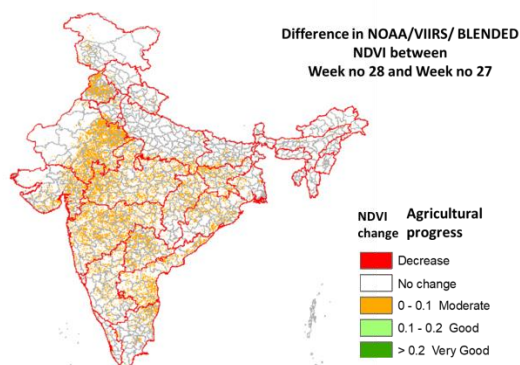 Difference in NOAA/VIIRS/ BLENDED
NDVI between
Week no 28 and Week no 27
NDVI change Agricultural progress
Decrease
No change
0 - 0.1 Moderate
0.1 - 0.2 Good
> 0.2 Very Good